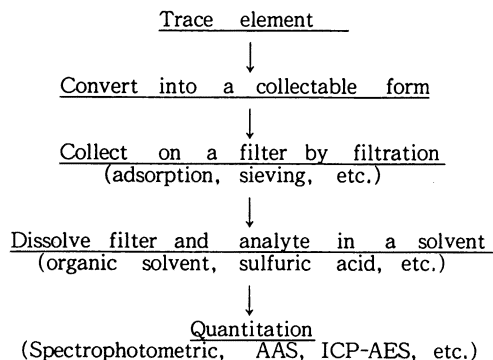 Trace element
Convert into a collectable form
Collect on a filter by filtration
(adsorption, sieving, etc.)
Dissolve filter and analyte in a solvent
(organic solvent, sulfuric acid, etc.)
Quantitation
(Spectrophotometric, AAS, ICP-AES, etc.)